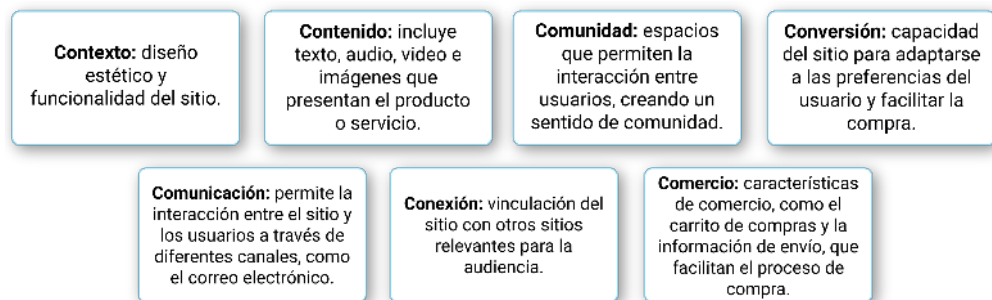 Contexto: diseño
estético y
funcionalidad del sitio.
Contenido: incluye
texto, audio, video e
imágenes que
presentan el producto
o servicio.
Comunidad: espacios
que permiten la
interacción entre
usuarios, creando un
sentido de comunidad.
Conversión: capacidad
del sitio para adaptarse
a las preferencias del
usuario y facilitar la
compra.
Comunicación: permite la
interacción entre el sitio y
los usuarios a través de
diferentes canales, como
el correo electrónico.
Conexión: vinculación del
sitio con otros sitios
relevantes para la
audiencia.
Comercio: características
de comercio, como el
carrito de compras y la
información de envío, que
facilitan el proceso de
compra.